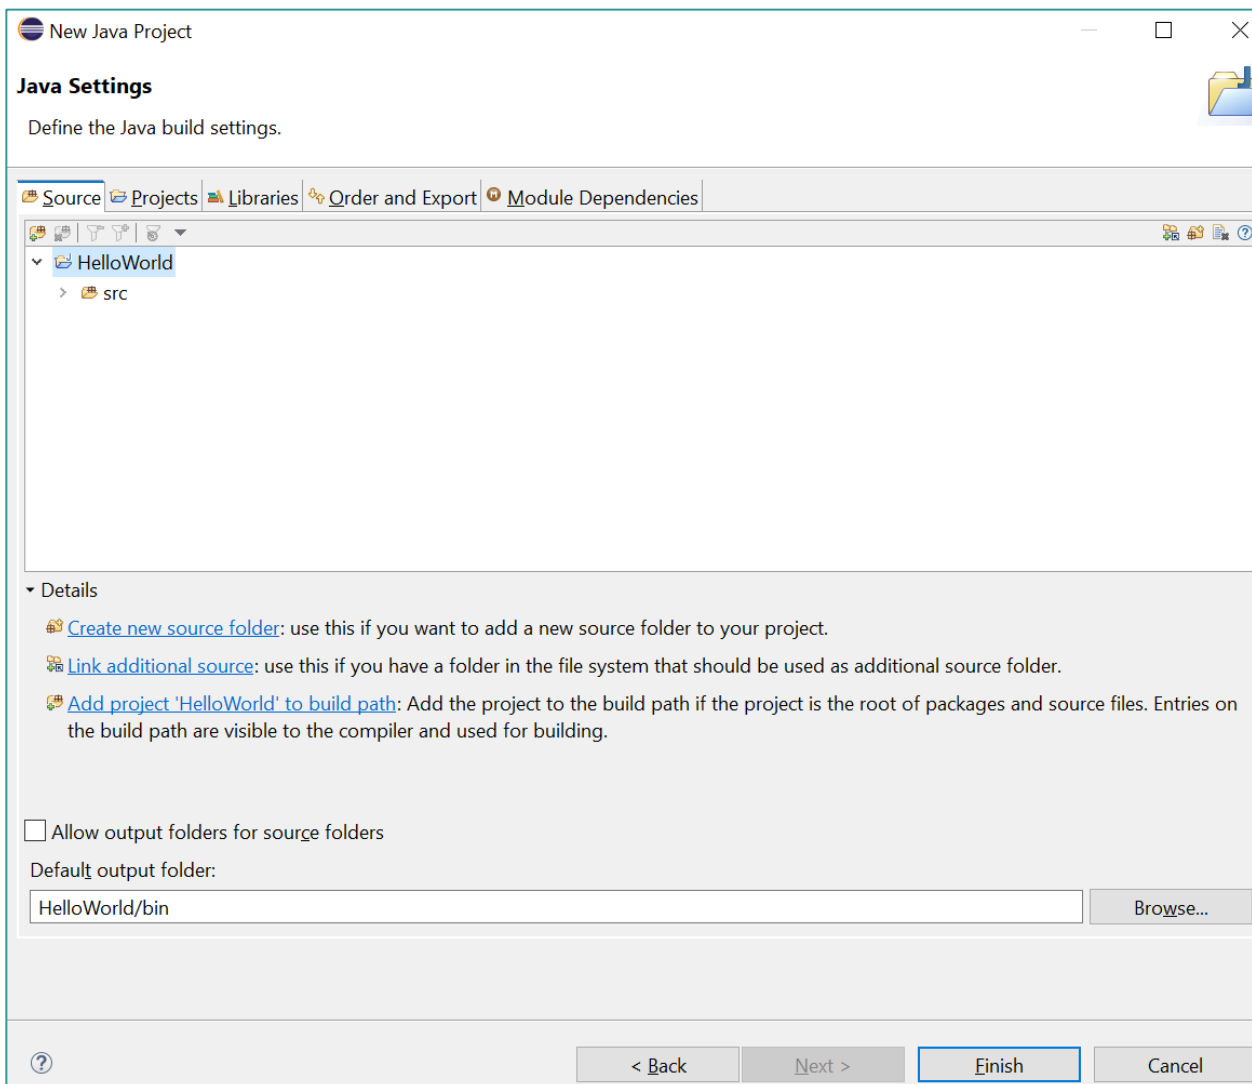 New Java Project
Java Settings
Define the Java build settings.
Source Projects Libraries Order and Export Module Dependencies
HelloWorld
src
Details
Create new source folder: use this if you want to add a new source folder to your project.
Link additional source: use this if you have a folder in the file system that should be used as additional source folder.
Add project 'HelloWorld' to build path: Add the project to the build path if the project is the root of packages and source files. Entries on
the build path are visible to the compiler and used for building.
Allow output folders for source folders
Default output folder:
HelloWorld/bin
Browse...
< Back Next > Finish Cancel